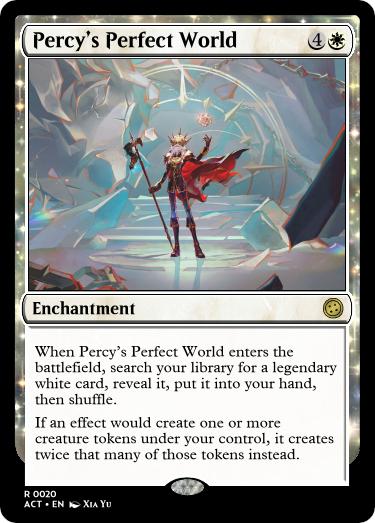 Percy's Perfect World 4
Enchantment
When Percy's Perfect World enters the
battlefield, search your library for a legendary
white card, reveal it, put it into your hand,
then shuffle.
If an effect would create one or more
creature tokens under your control, it creates
twice that many of those tokens instead.
R 0020
ACT • EN Xia Yu